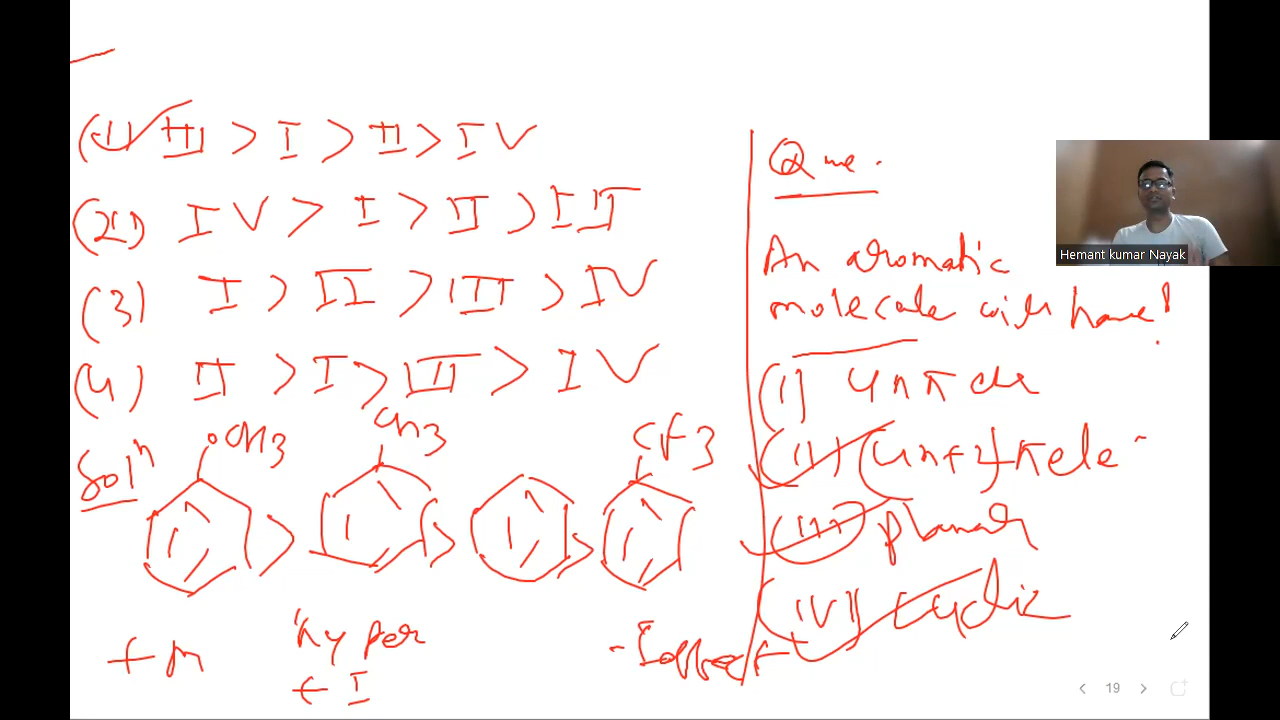 (1) III > I > II > IV
(2) IV > I > II > III
(3) I > II > III > IV
(4) II > I > III > IV
Solⁿ
OCH3
CH3
CF3
> > >
+M
Hyper
+I
-I effect
Que.
An aromatic
molecule will have!
(I) 4nπ ele
(II) (4n+2)π ele-
(III) planar
(IV) cyclic
Hemant kumar Nayak
19